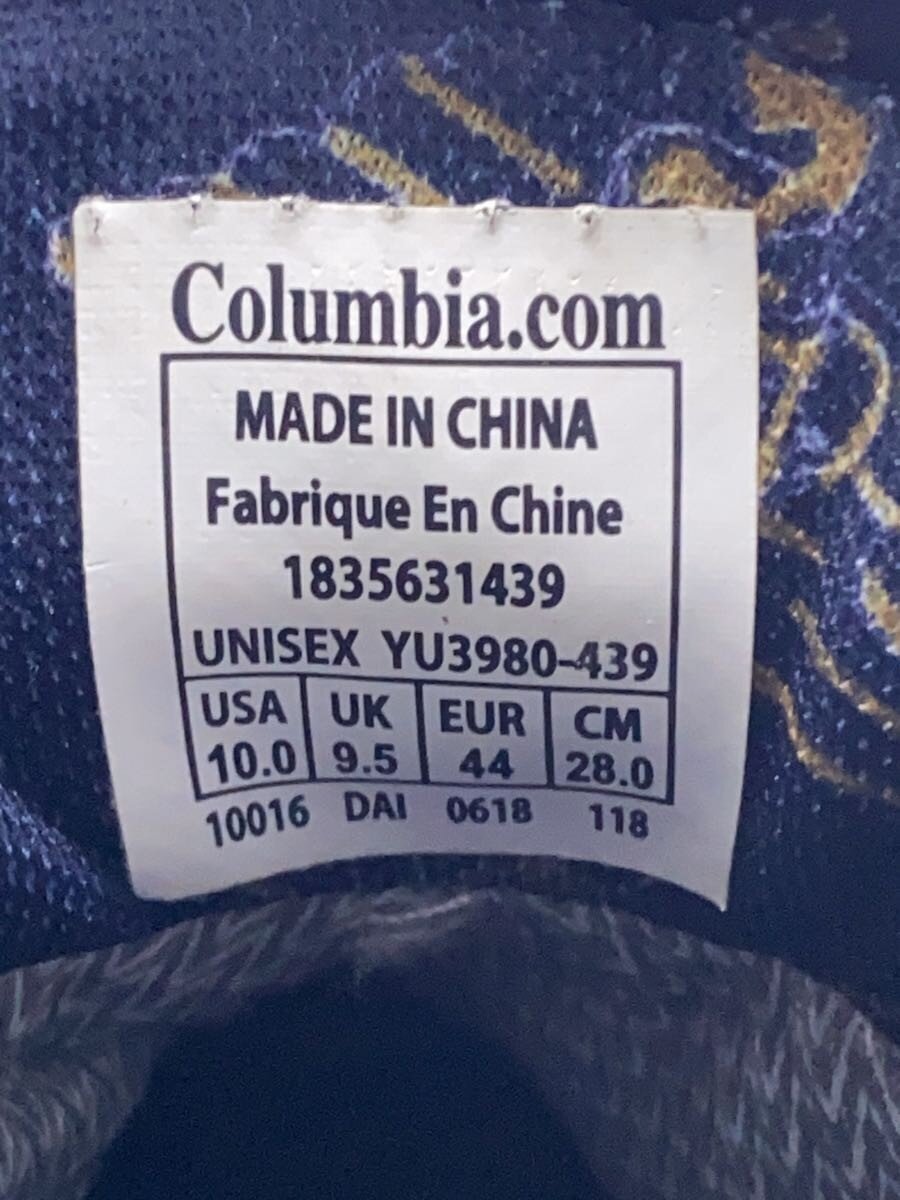 Columbia.com
MADE IN CHINA
Fabrique En Chine
1835631439
UNISEX YU3980-439
USA UK EUR CM
10.0 9.5 44 28.0
10016 DAI 0618 118